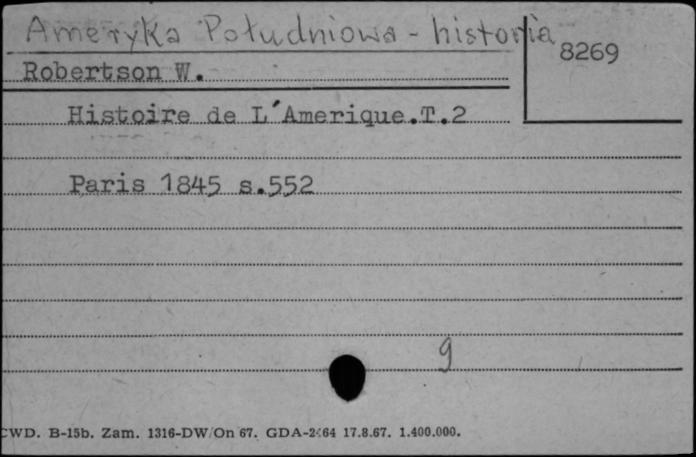 Ameryka Południowa - historia
8269
Robertson W.
Histoire de L'Amerique.T.2
Paris 1845 s.552
9
CWD. B-15b. Zam. 1316-DW/On 67. GDA-2464 17.8.67. 1.400.000.